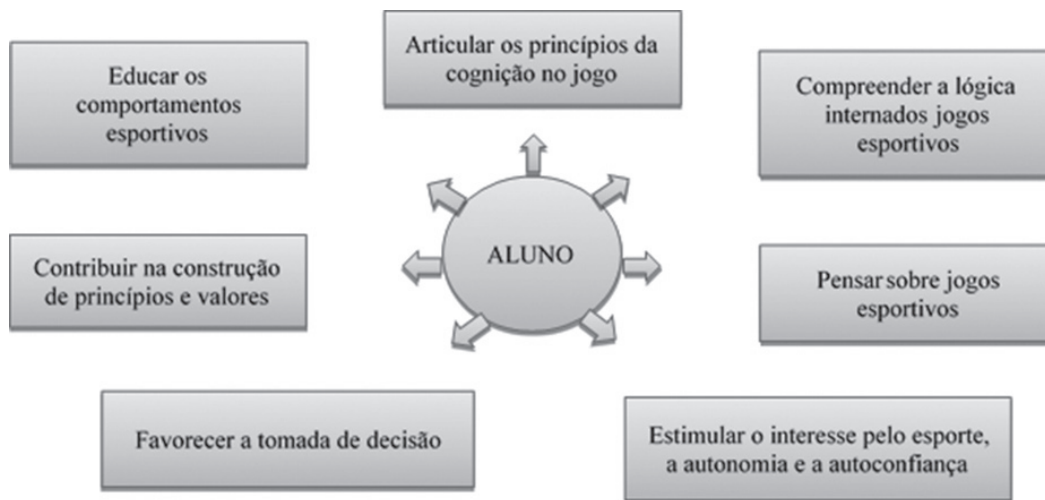 Articular os princípios da
cognição no jogo
Educar os
comportamentos
esportivos
Compreender a lógica
internados jogos
esportivos
ALUNO
Contribuir na construção
de princípios e valores
Pensar sobre jogos
esportivos
Favorecer a tomada de decisão
Estimular o interesse pelo esporte,
a autonomia e a autoconfiança